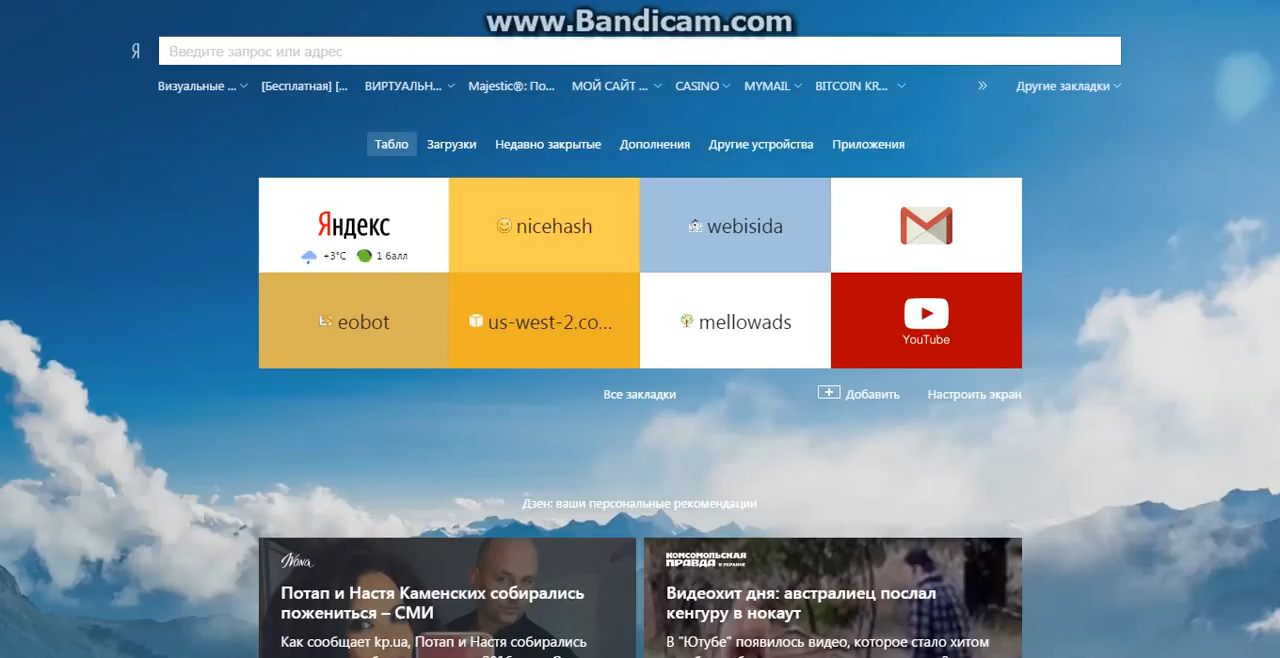 www.Bandicam.com
Я Введите запрос или адрес
Визуальные ... [Бесплатная] [... ВИРТУАЛЬН... Majestic®: По... МОЙ САЙТ ... CASINO MYMAIL BITCOIN KR... » Другие закладки
Табло Загрузки Недавно закрытые Дополнения Другие устройства Приложения
Яндекс
+3°C 1 балл
nicehash
webisida
eobot
us-west-2.co...
mellowads
YouTube
Все закладки Добавить Настроить экран
Дзен: ваши персональные рекомендации
Wona
Потап и Настя Каменских собирались
пожениться – СМИ
Как сообщает kp.ua, Потап и Настя собирались
КОМСОМОЛЬСКАЯ
ПРАВДА В УКРАИНЕ
Видеохит дня: австралиец послал
кенгуру в нокаут
В "Ютубе" появилось видео, которое стало хитом